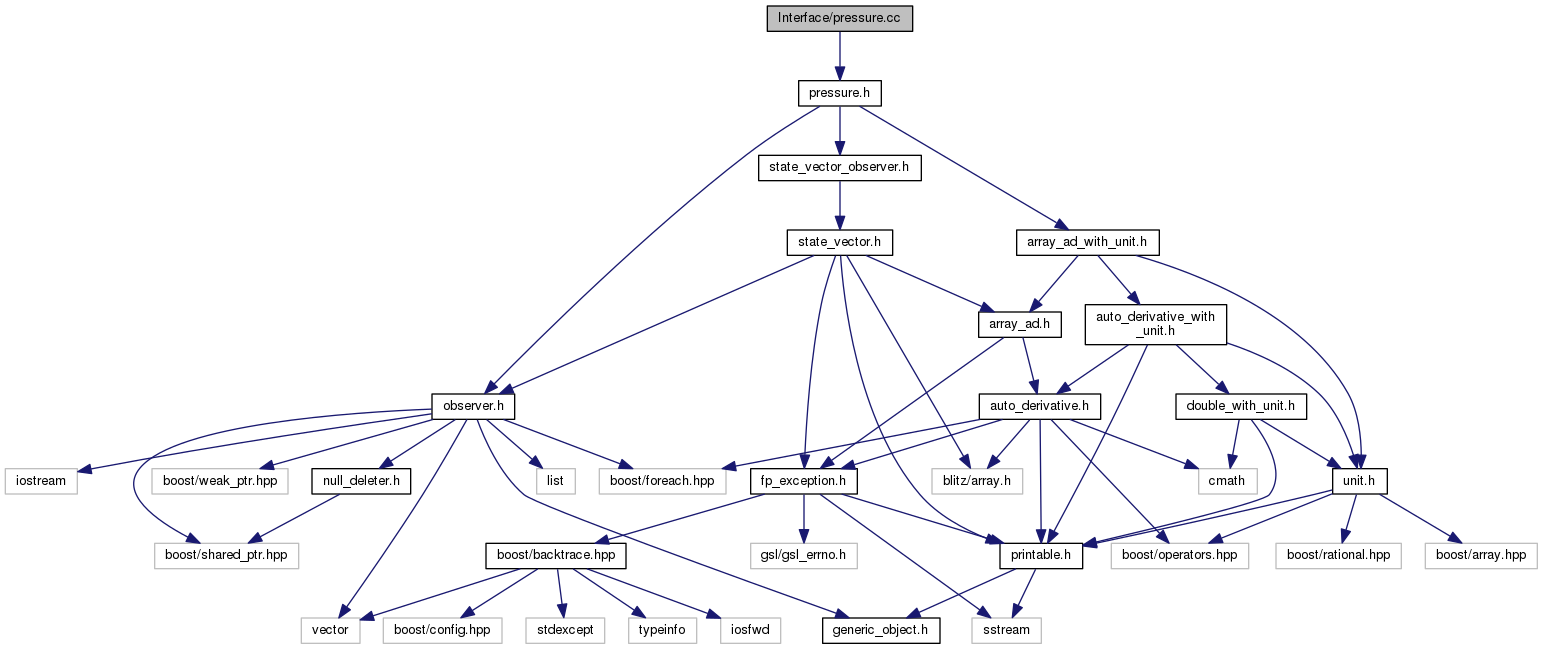 Interface/pressure.cc
pressure.h
state_vector_observer.h
state_vector.h
array_ad_with_unit.h
array_ad.h
auto_derivative_with
_unit.h
observer.h
auto_derivative.h
double_with_unit.h
iostream
boost/weak_ptr.hpp
null_deleter.h
list
boost/foreach.hpp
fp_exception.h
blitz/array.h
cmath
unit.h
boost/shared_ptr.hpp
boost/backtrace.hpp
gsl/gsl_errno.h
printable.h
boost/operators.hpp
boost/rational.hpp
boost/array.hpp
vector
boost/config.hpp
stdexcept
typeinfo
iosfwd
generic_object.h
sstream